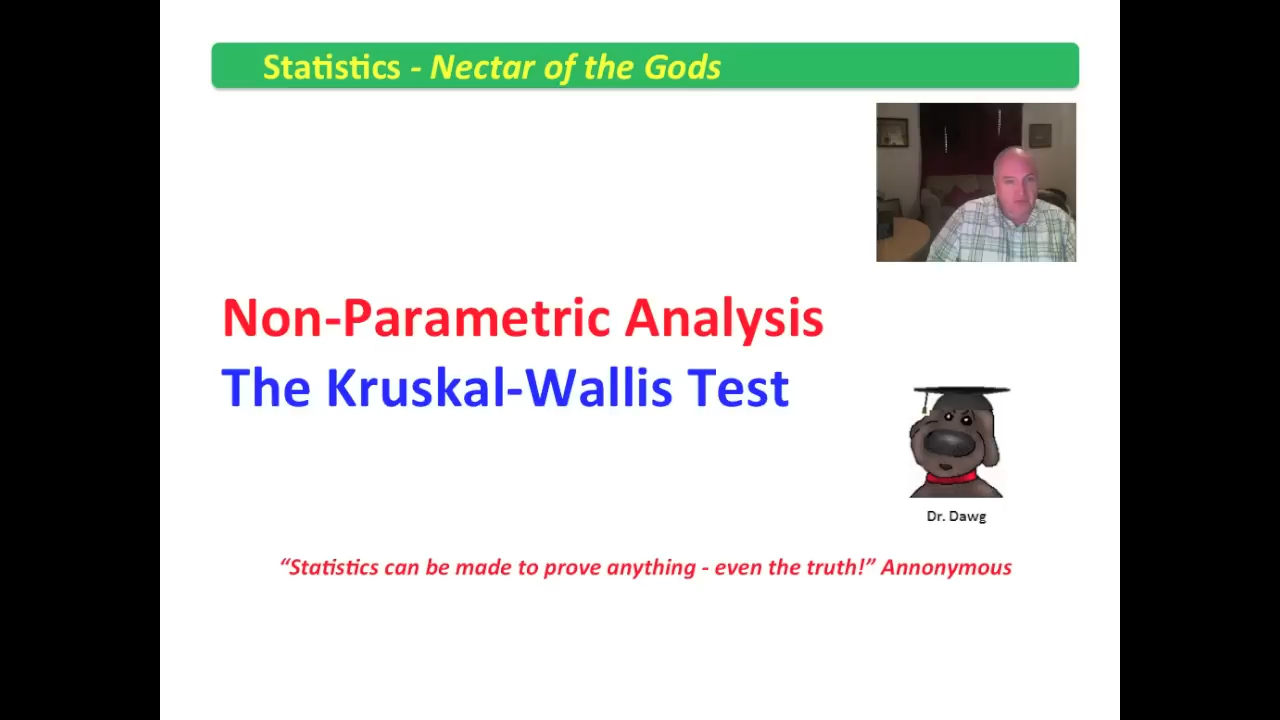 Statistics - Nectar of the Gods
Non-Parametric Analysis
The Kruskal-Wallis Test
Dr. Dawg
“Statistics can be made to prove anything - even the truth!” Annonymous